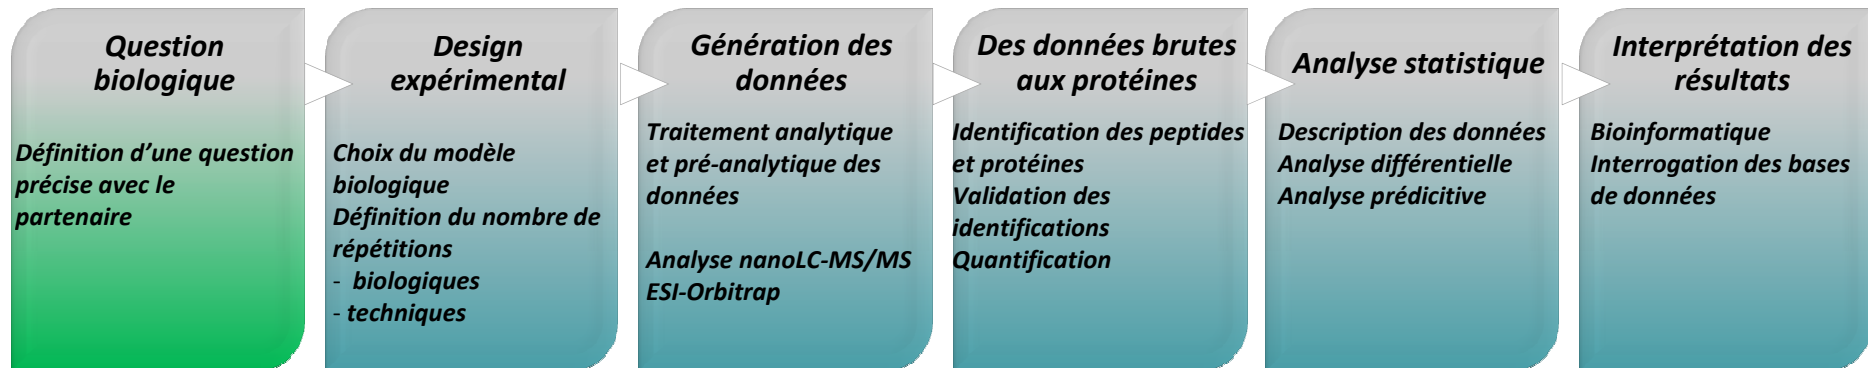 Question
biologique
Définition d’une question
précise avec le
partenaire
Design
expérimental
Choix du modèle
biologique
Définition du nombre de
répétitions
- biologiques
- techniques
Génération des
données
Traitement analytique
et pré-analytique des
données
Analyse nanoLC-MS/MS
ESI-Orbitrap
Des données brutes
aux protéines
Identification des peptides
et protéines
Validation des
identifications
Quantification
Analyse statistique
Description des données
Analyse différentielle
Analyse prédicitive
Interprétation des
résultats
Bioinformatique
Interrogation des bases
de données